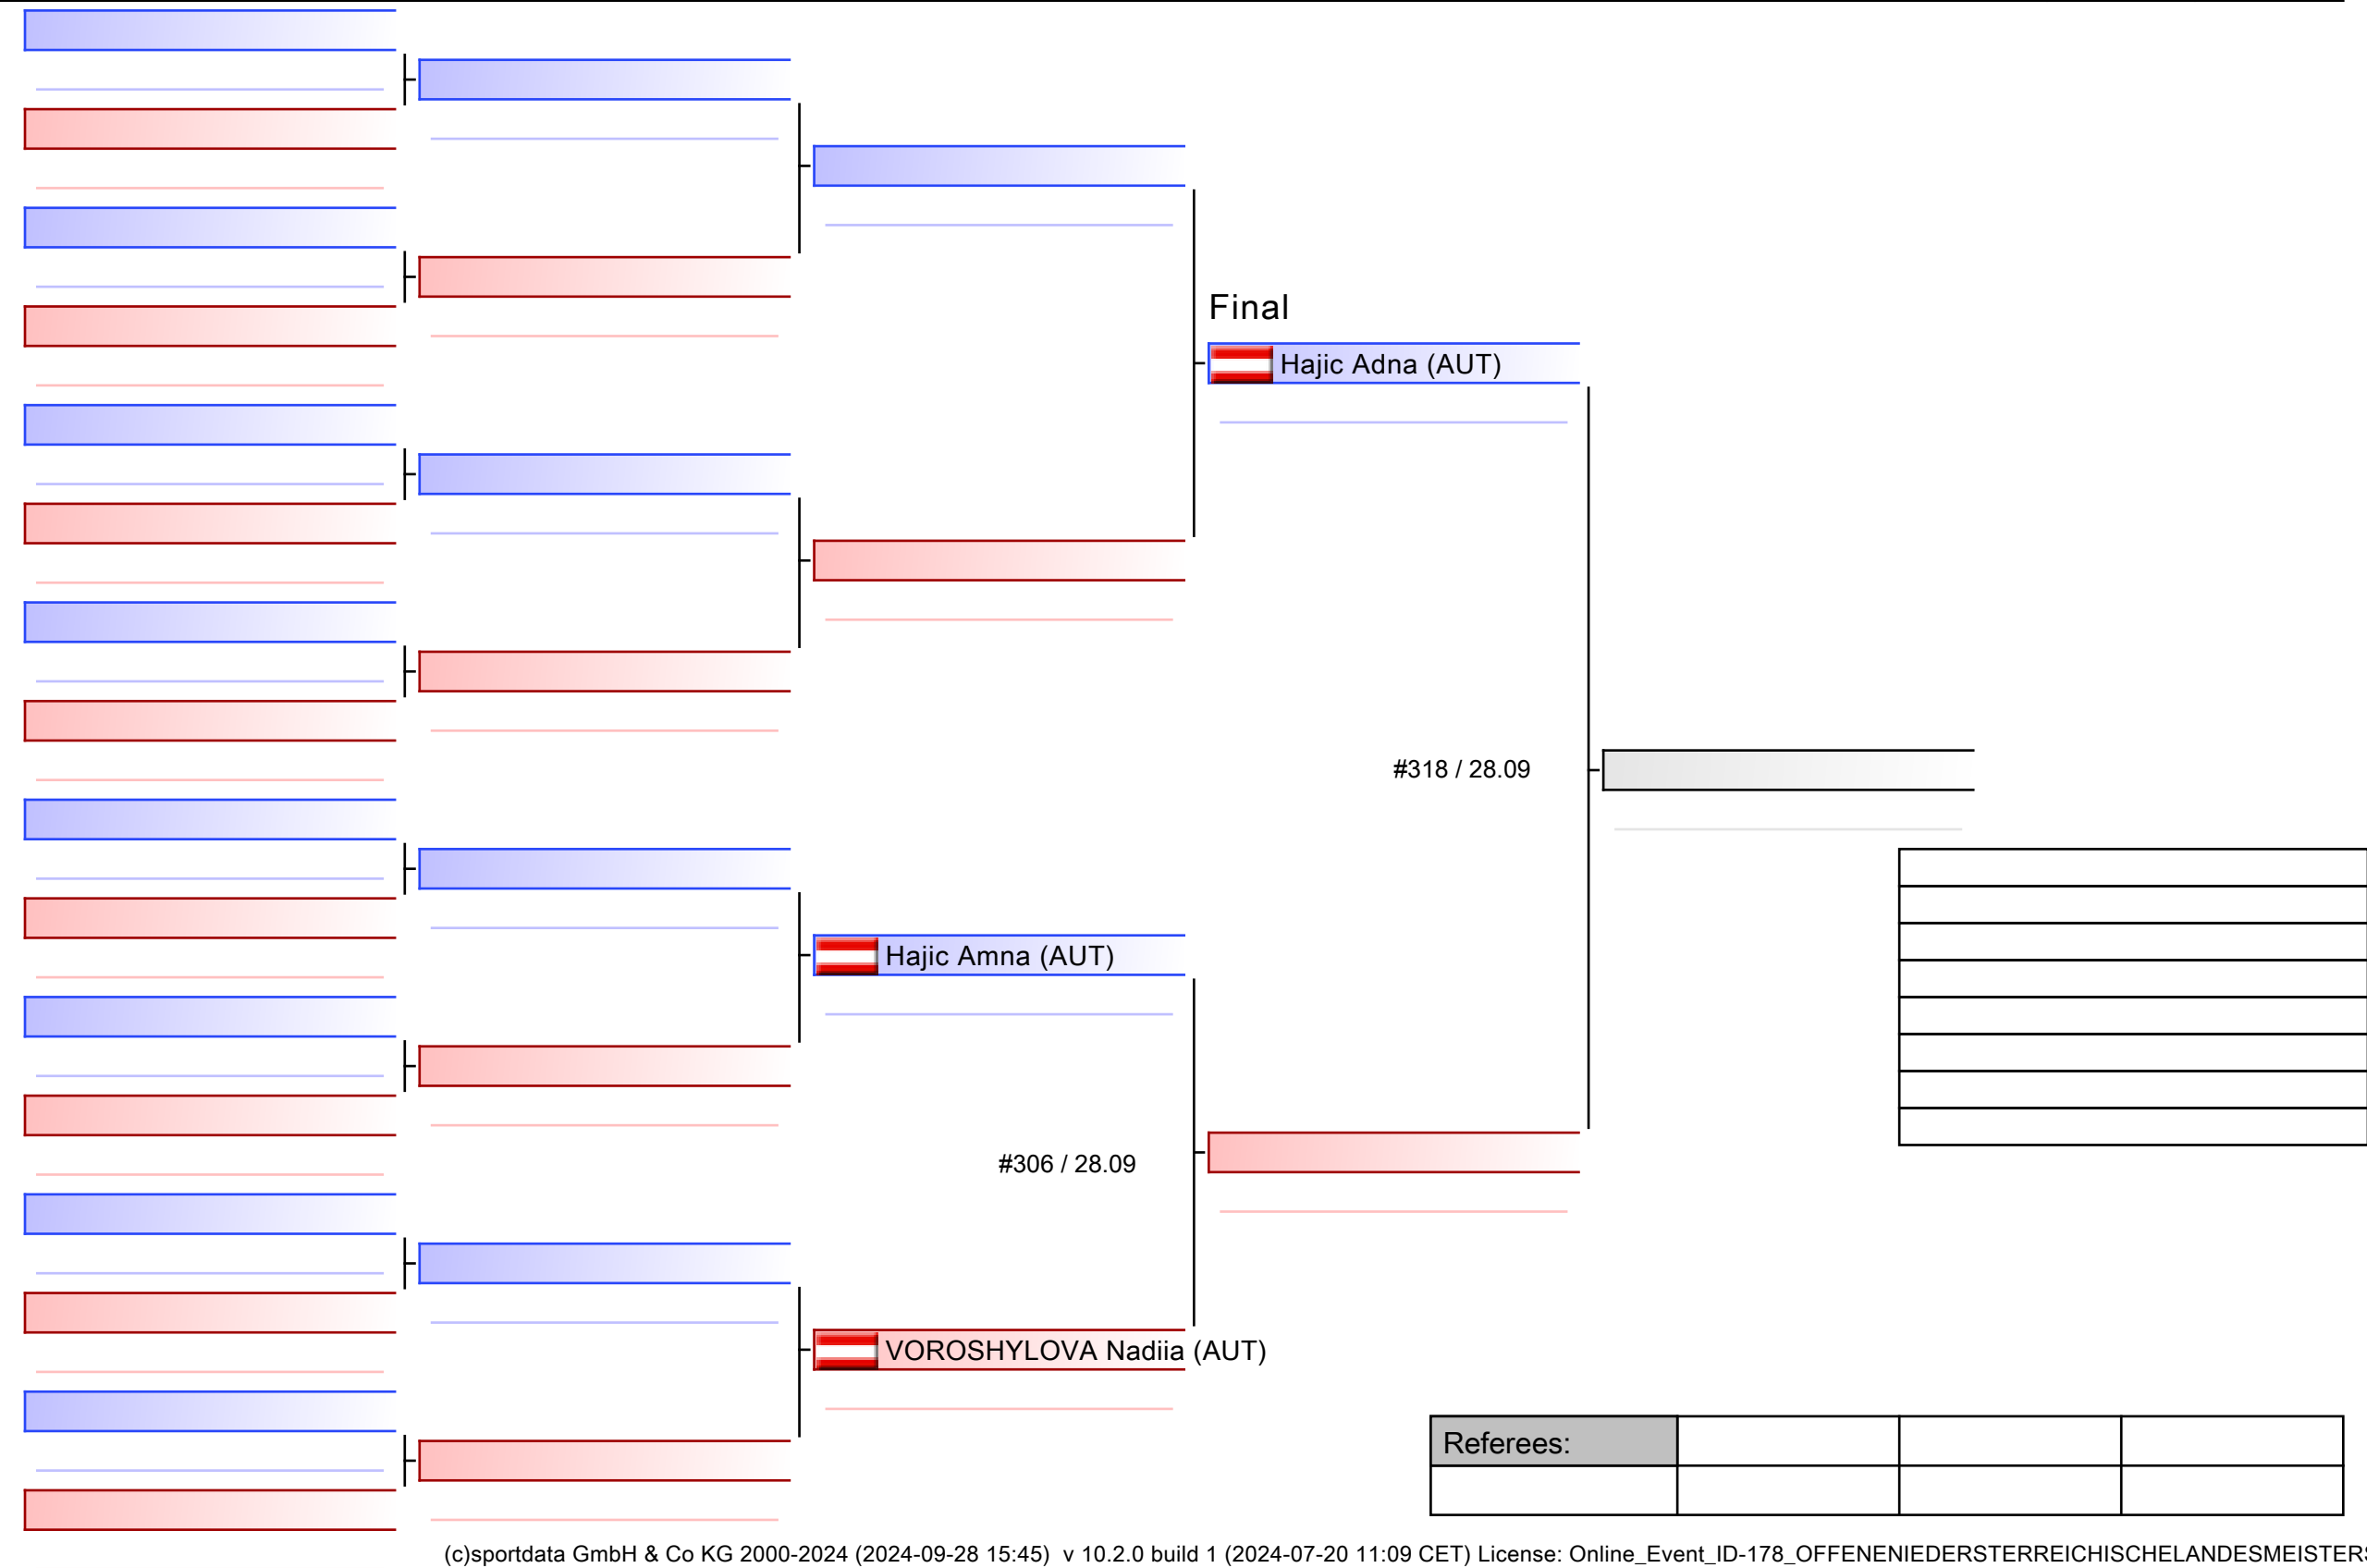 Final
Hajic Adna (AUT)
#318 / 28.09
Hajic Amna (AUT)
#306 / 28.09
VOROSHYLOVA Nadiia (AUT)
Referees:
(c)sportdata GmbH & Co KG 2000-2024 (2024-09-28 15:45) v 10.2.0 build 1 (2024-07-20 11:09 CET) License: Online_Event_ID-178_OFFENENIEDERSTERREICHISCHELANDESMEISTERS